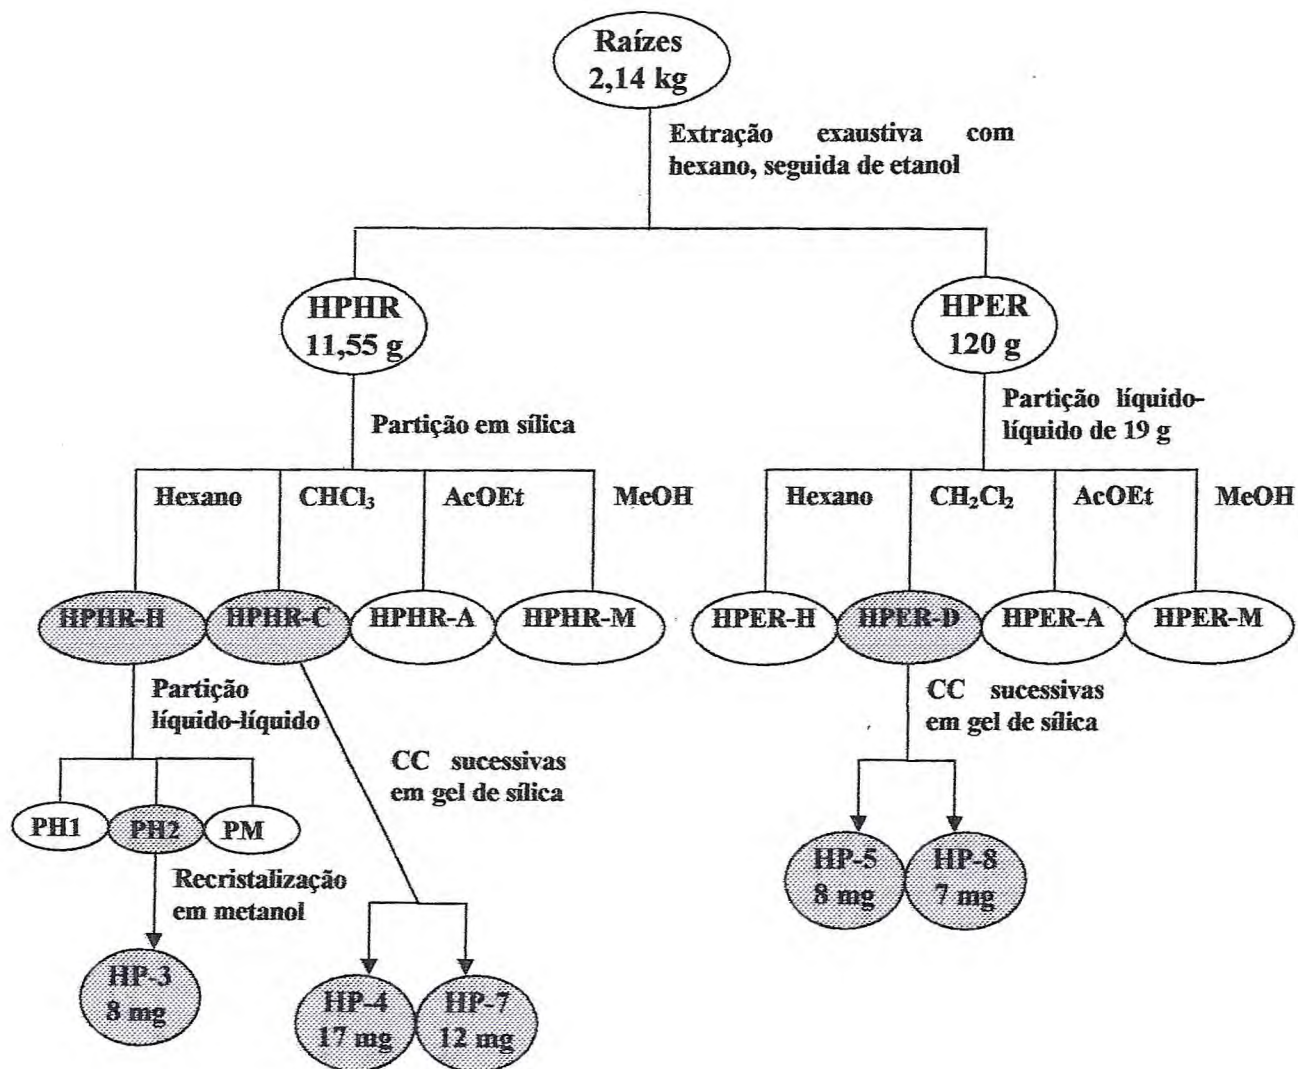 Raízes
2,14 kg
Extração exaustiva com
hexano, seguida de etanol
HPHR
11,55 g
HPER
120 g
Partição em sílica
Partição líquido-
líquido de 19 g
Hexano
CHCl₃
AcOEt
MeOH
Hexano
CH₂Cl₂
AcOEt
MeOH
HPHR-H
HPHR-C
HPHR-A
HPHR-M
HPER-H
HPER-D
HPER-A
HPER-M
Partição
líquido-líquido
CC sucessivas
em gel de sílica
CC sucessivas
em gel de sílica
PH1
PH2
PM
Recristalização
em metanol
HP-5
8 mg
HP-8
7 mg
HP-3
8 mg
HP-4
17 mg
HP-7
12 mg